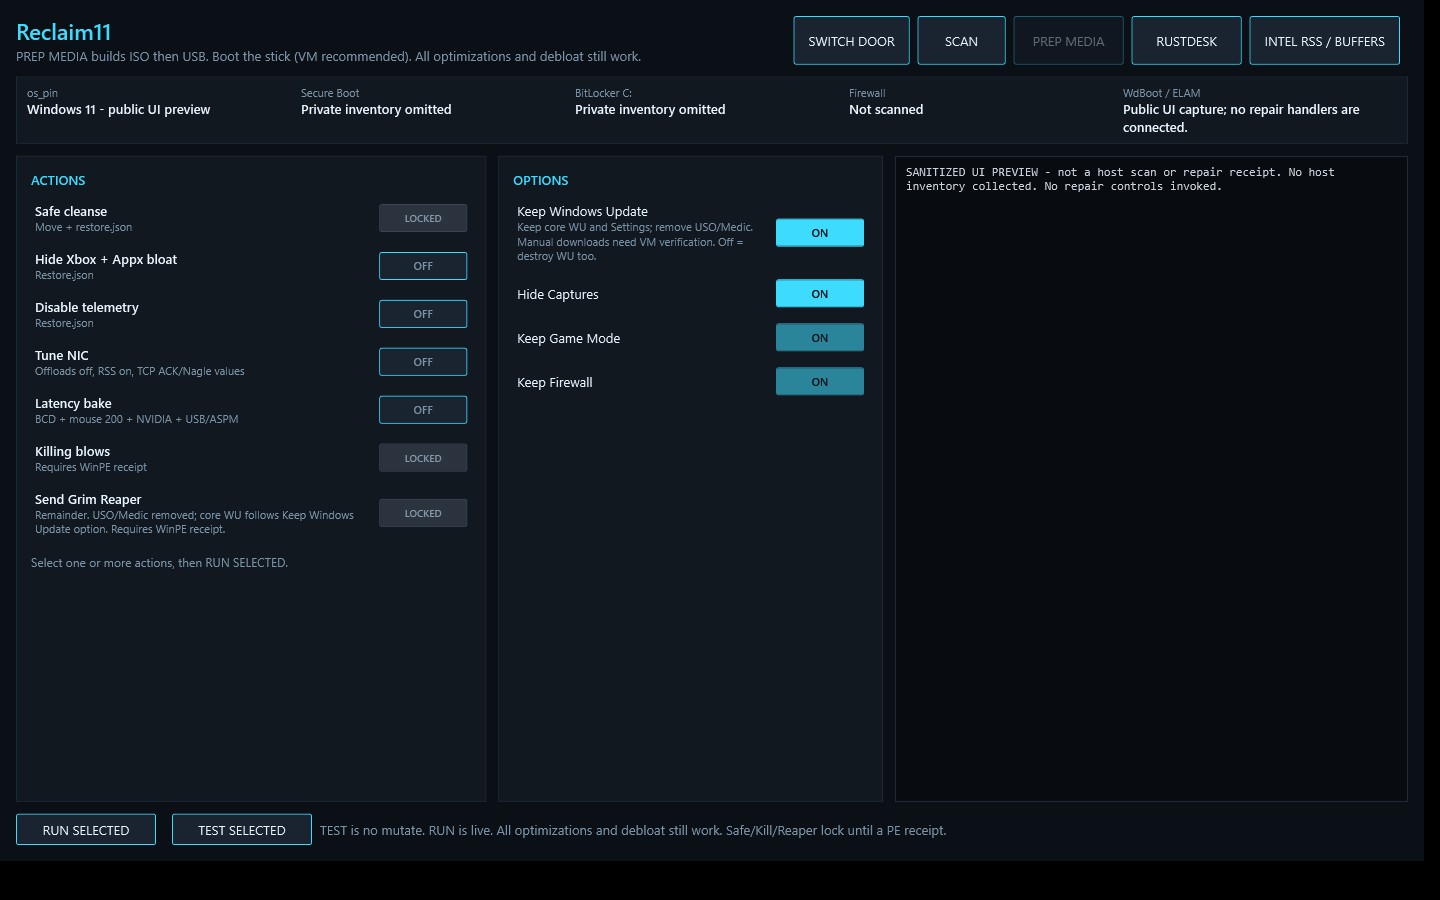 Reclaim11
PREP MEDIA builds ISO then USB. Boot the stick (VM recommended). All optimizations and debloat still work.
SWITCH DOOR
SCAN
PREP MEDIA
RUSTDESK
INTEL RSS / BUFFERS
os_pin
Windows 11 - public UI preview
Secure Boot
Private inventory omitted
BitLocker C:
Private inventory omitted
Firewall
Not scanned
WdBoot / ELAM
Public UI capture; no repair handlers are
connected.
ACTIONS
Safe cleanse
Move + restore.json
LOCKED
Hide Xbox + Appx bloat
Restore.json
OFF
Disable telemetry
Restore.json
OFF
Tune NIC
Offloads off, RSS on, TCP ACK/Nagle values
OFF
Latency bake
BCD + mouse 200 + NVIDIA + USB/ASPM
OFF
Killing blows
Requires WinPE receipt
LOCKED
Send Grim Reaper
Remainder. USO/Medic removed; core WU follows Keep Windows
Update option. Requires WinPE receipt.
LOCKED
Select one or more actions, then RUN SELECTED.
OPTIONS
Keep Windows Update
Keep core WU and Settings; remove USO/Medic.
Manual downloads need VM verification. Off =
destroy WU too.
ON
Hide Captures
ON
Keep Game Mode
ON
Keep Firewall
ON
SANITIZED UI PREVIEW - not a host scan or repair receipt. No host
inventory collected. No repair controls invoked.
RUN SELECTED
TEST SELECTED
TEST is no mutate. RUN is live. All optimizations and debloat still work. Safe/Kill/Reaper lock until a PE receipt.